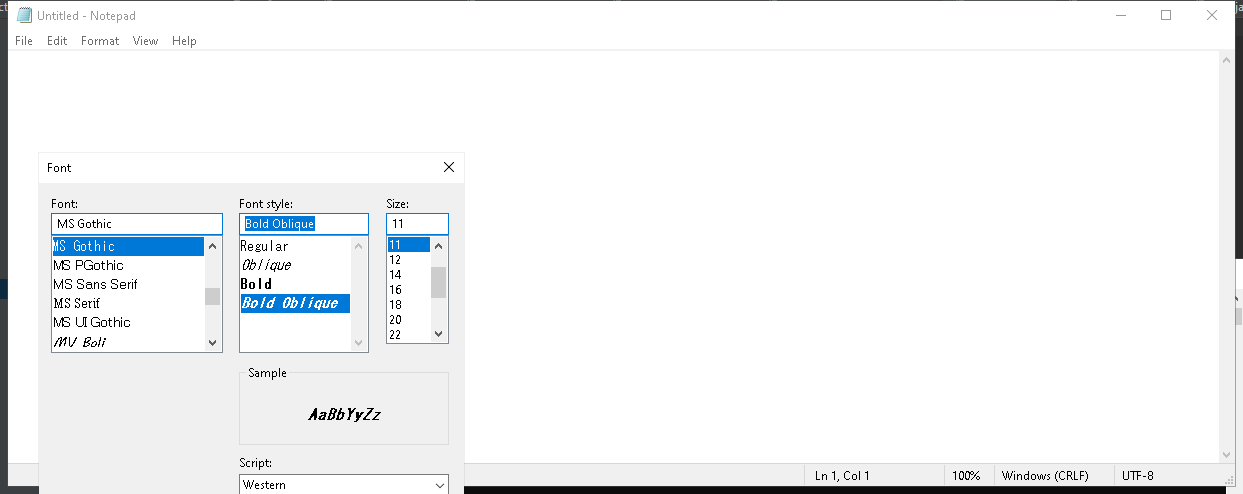 Untitled - Notepad
File Edit Format View Help
Font
Font: Font style: Size:
MS Gothic Bold Oblique 11
MS Gothic Regular 11
MS PGothic Oblique 12
MS Sans Serif Bold 14
MS Serif Bold Oblique 16
MS UI Gothic 18
MV Boli 20
22
Sample
AaBbYyZz
Script:
Western
Ln 1, Col 1 100% Windows (CRLF) UTF-8